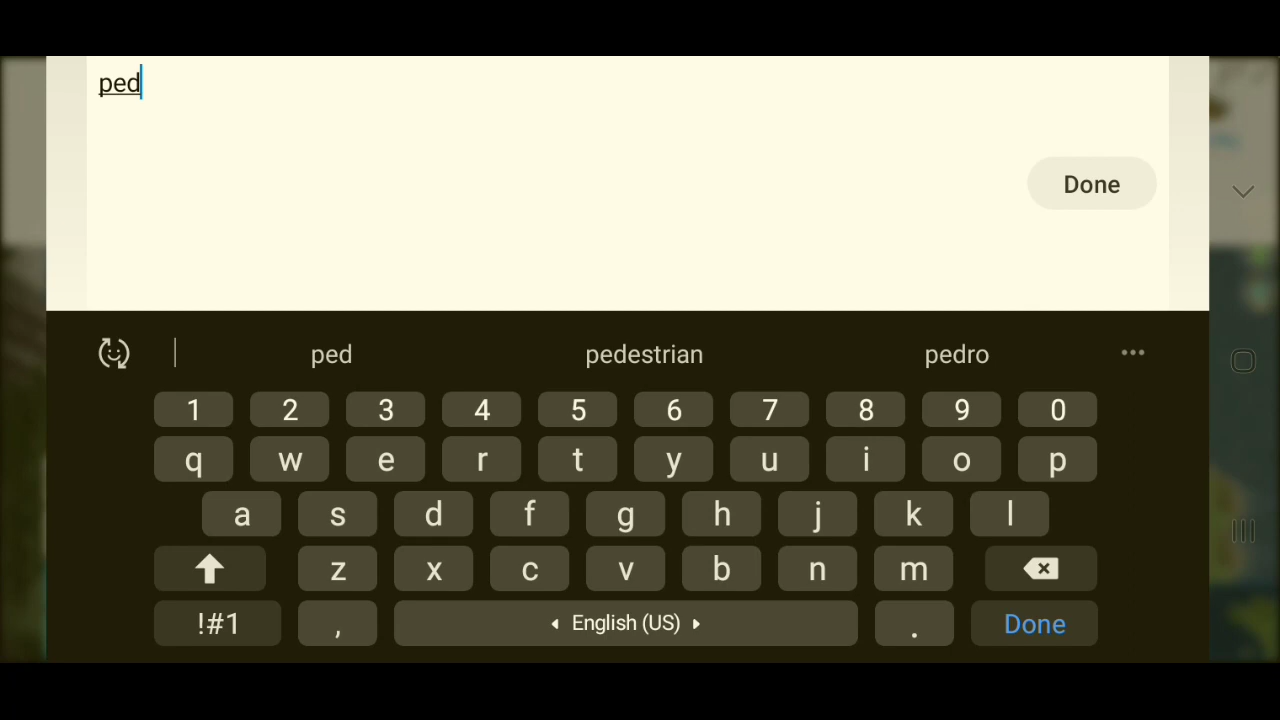 ped
Done
ped pedestrian pedro
1 2 3 4 5 6 7 8 9 0
q w e r t y u i o p
a s d f g h j k l
z x c v b n m
!#1 , English (US) . Done